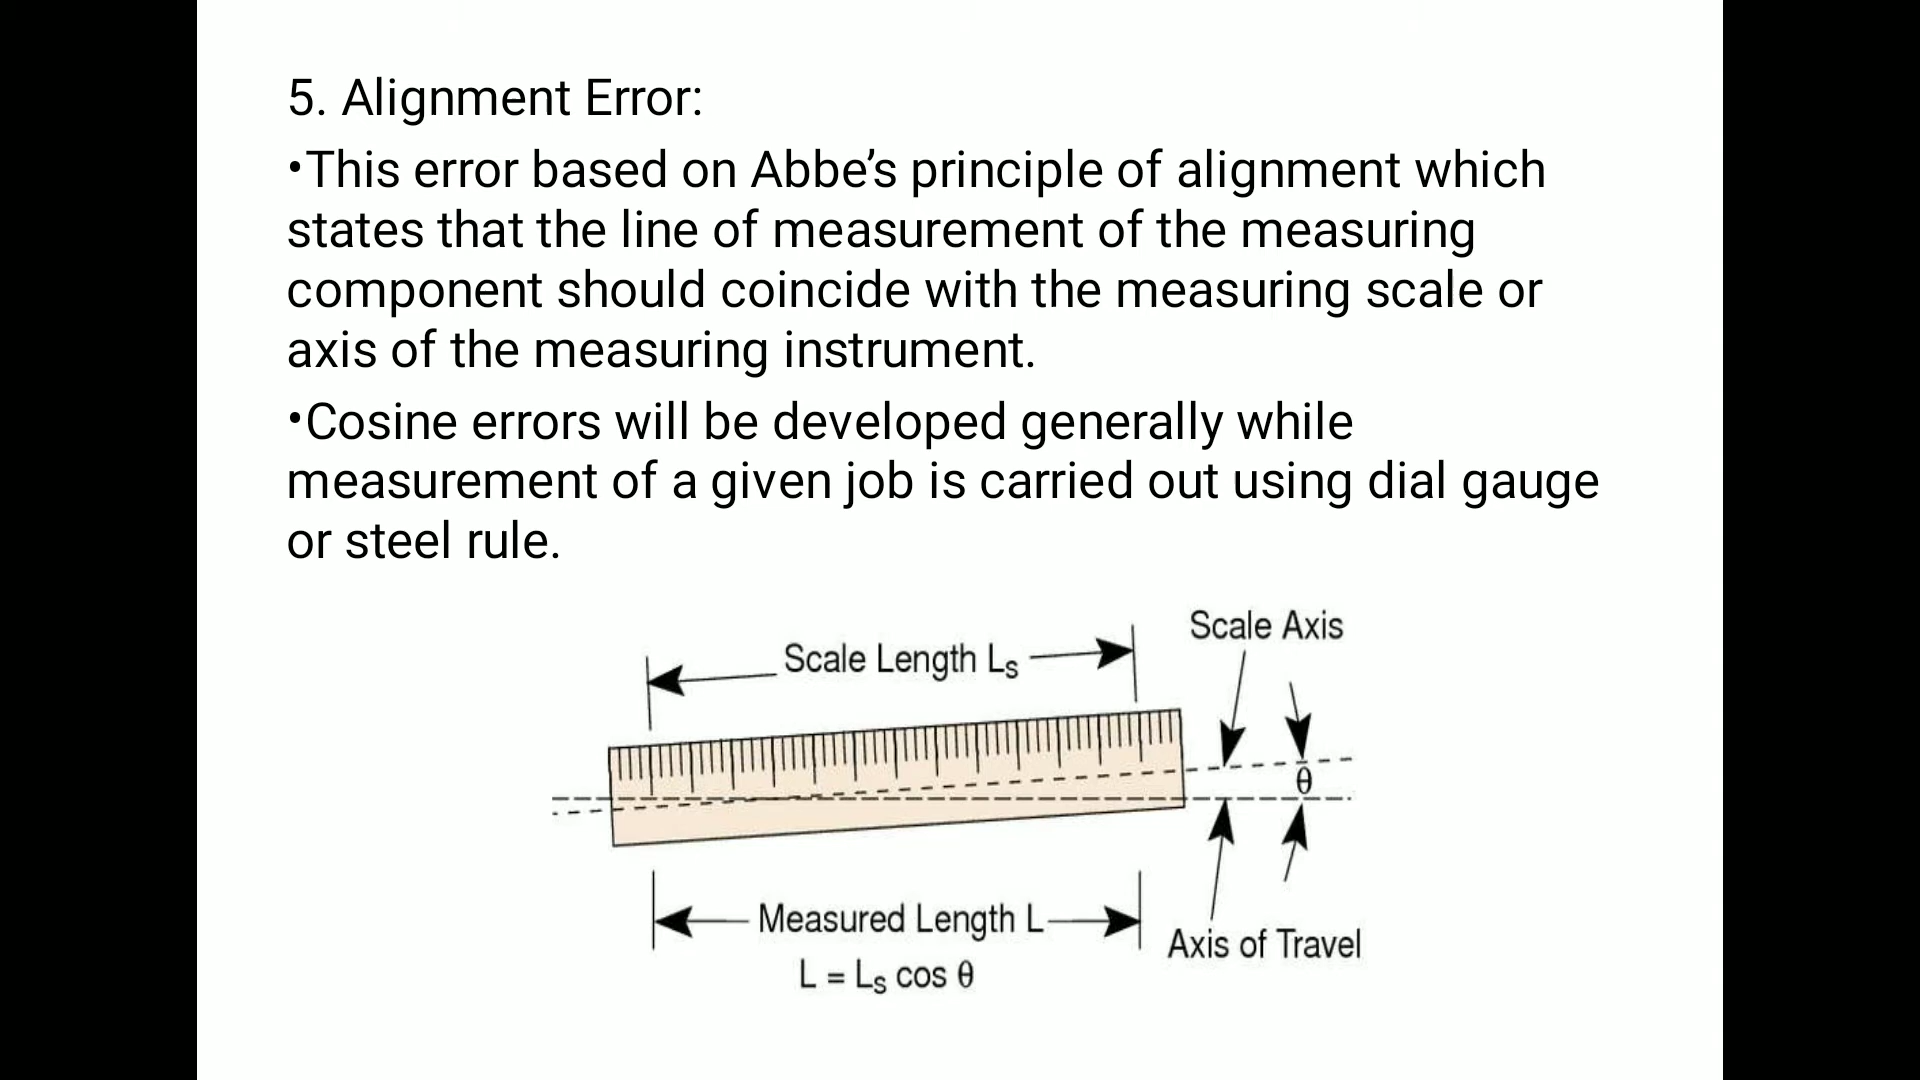 5. Alignment Error:
•This error based on Abbe’s principle of alignment which
states that the line of measurement of the measuring
component should coincide with the measuring scale or
axis of the measuring instrument.
•Cosine errors will be developed generally while
measurement of a given job is carried out using dial gauge
or steel rule.
Scale Axis
Scale Length Ls
θ
Measured Length L
Axis of Travel
L = Ls cos θ